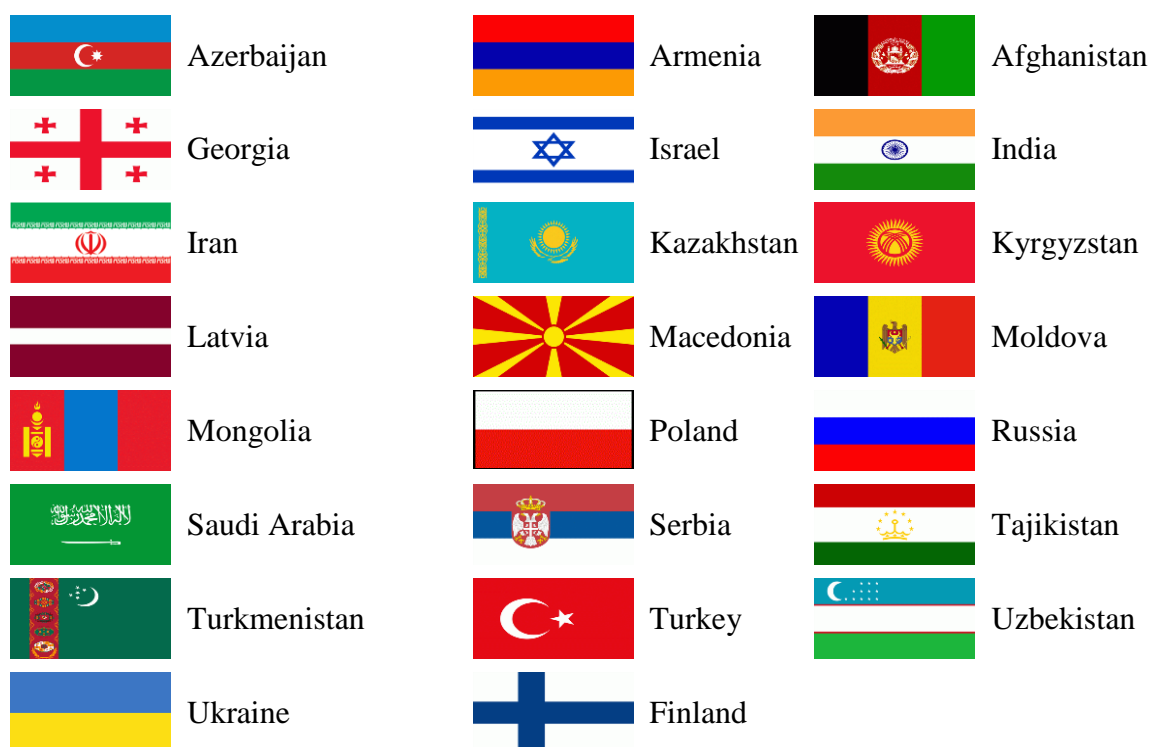 Azerbaijan Armenia Afghanistan
Georgia Israel India
Iran Kazakhstan Kyrgyzstan
Latvia Macedonia Moldova
Mongolia Poland Russia
Saudi Arabia Serbia Tajikistan
Turkmenistan Turkey Uzbekistan
Ukraine Finland